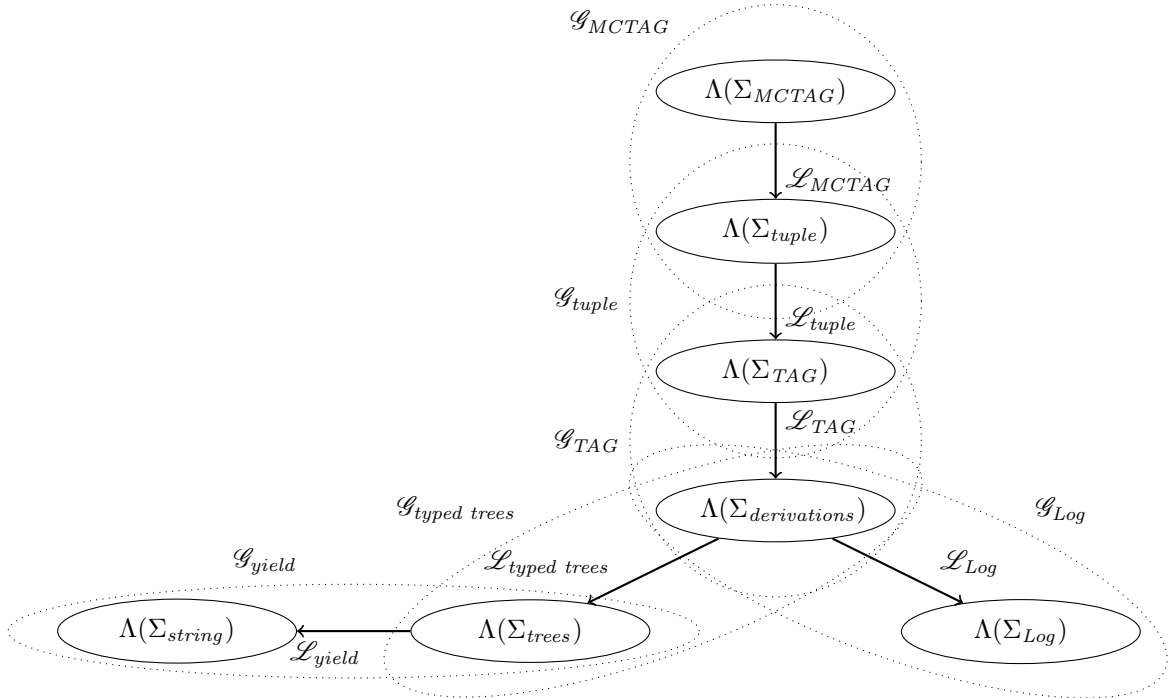 𝒢_MCTAG
Λ(Σ_MCTAG)
ℒ_MCTAG
Λ(Σ_tuple)
𝒢_tuple
ℒ_tuple
Λ(Σ_TAG)
ℒ_TAG
𝒢_TAG
𝒢_typed trees
Λ(Σ_derivations)
𝒢_Log
𝒢_yield
ℒ_typed trees
ℒ_Log
Λ(Σ_string)
ℒ_yield
Λ(Σ_trees)
Λ(Σ_Log)